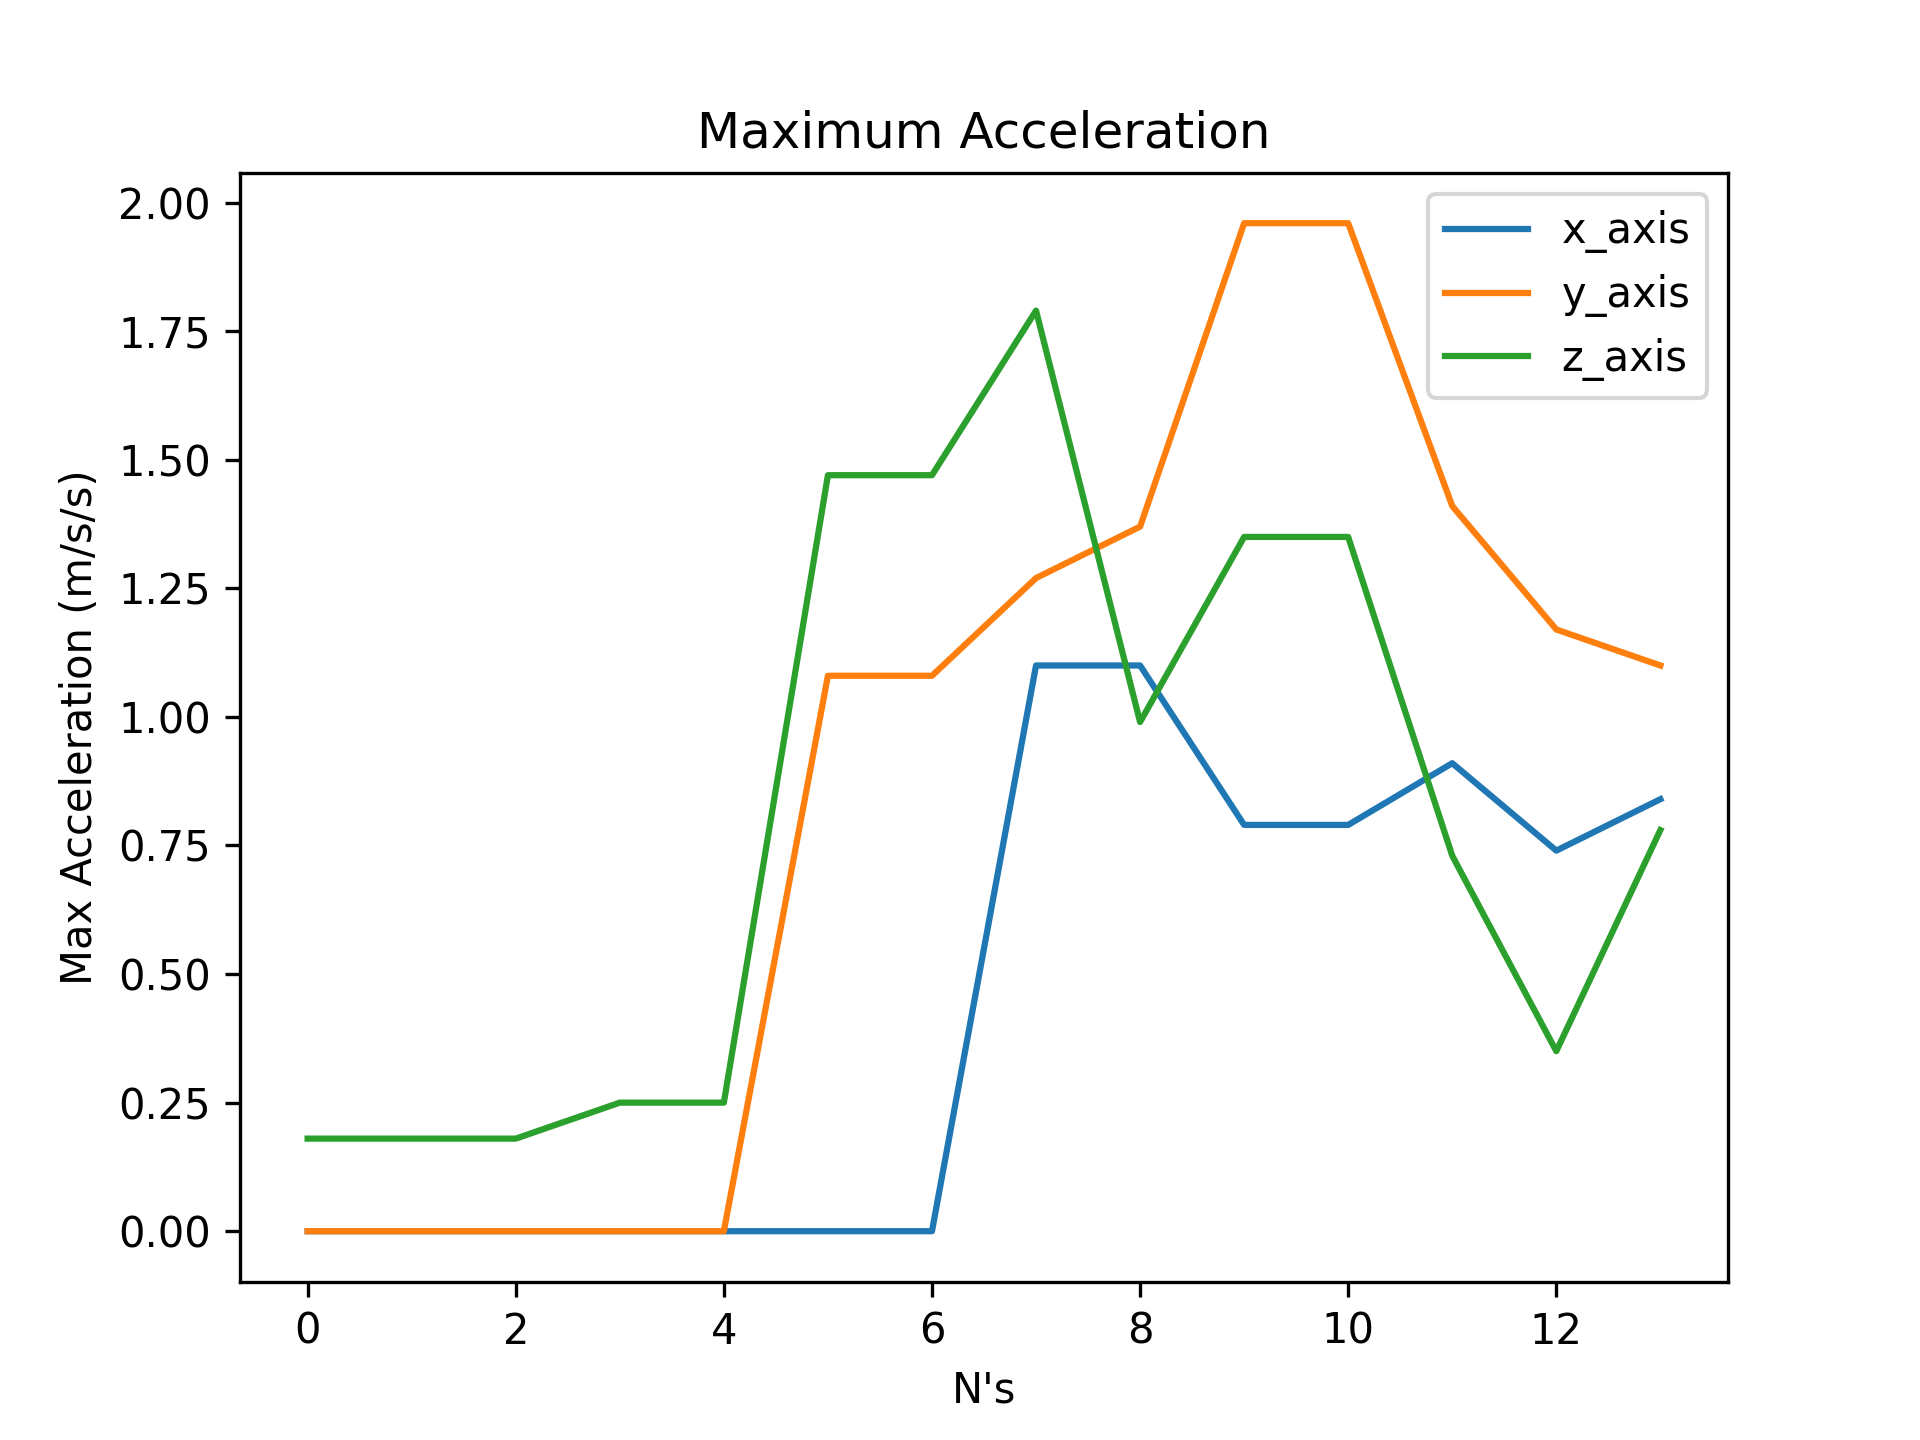 Maximum Acceleration
x_axis
y_axis
z_axis
2.00
1.75
1.50
1.25
1.00
0.75
0.50
0.25
0.00
Max Acceleration (m/s/s)
0 2 4 6 8 10 12
N's